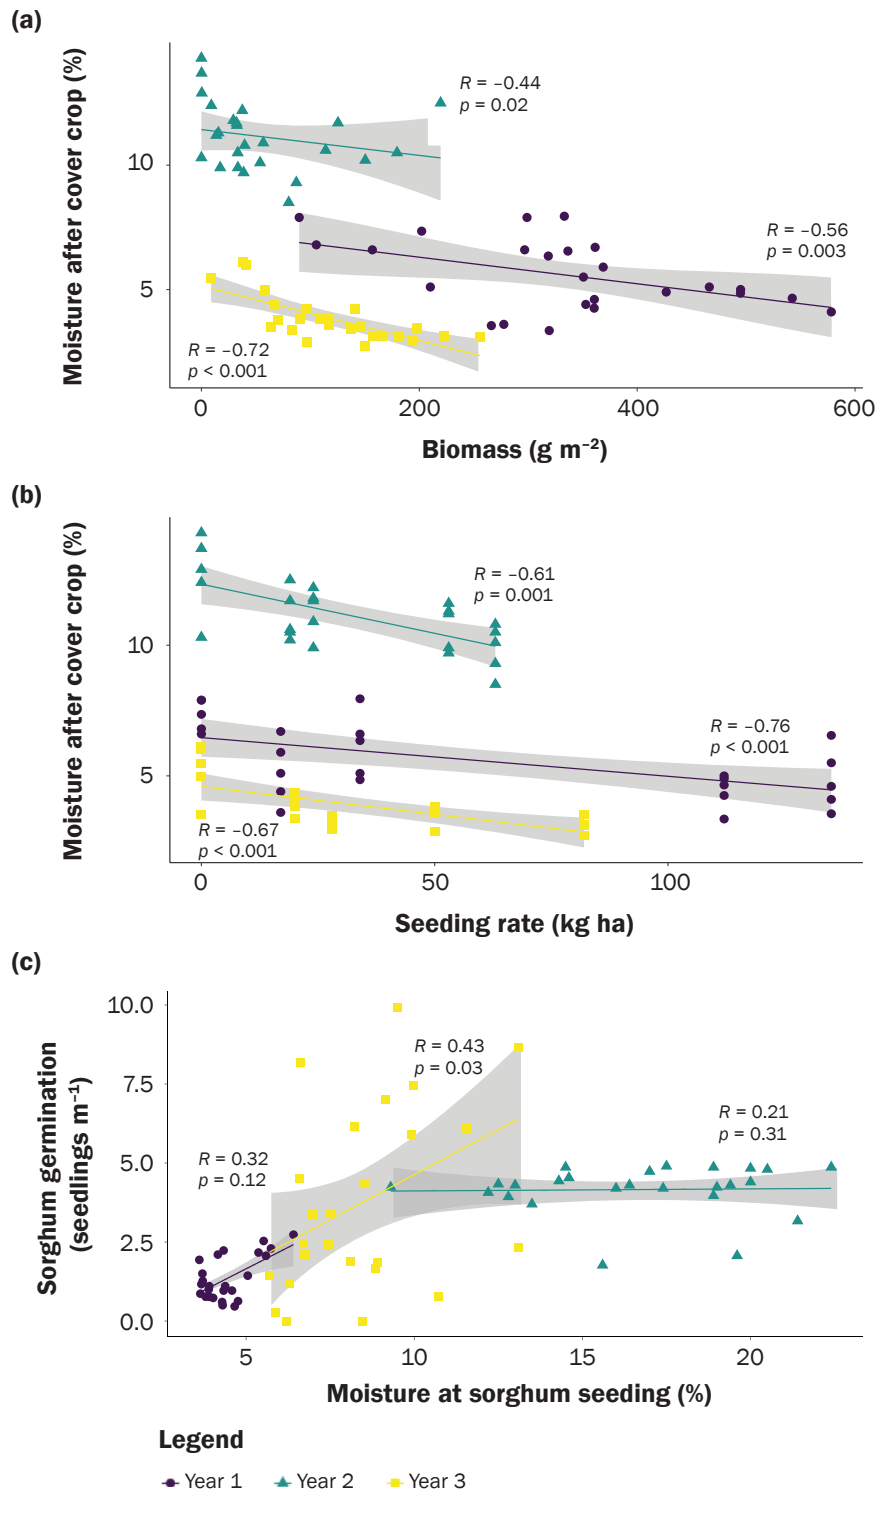 (a)
Moisture after cover crop (%)
10
5
R = –0.44
p = 0.02
R = –0.56
p = 0.003
R = –0.72
p < 0.001
0
200
400
600
Biomass (g m⁻²)
(b)
Moisture after cover crop (%)
10
5
R = –0.61
p = 0.001
R = –0.76
p < 0.001
R = –0.67
p < 0.001
0
50
100
Seeding rate (kg ha)
(c)
Sorghum germination
(seedlings m⁻¹)
10.0
7.5
5.0
2.5
0.0
R = 0.43
p = 0.03
R = 0.21
p = 0.31
R = 0.32
p = 0.12
5
10
15
20
Moisture at sorghum seeding (%)
Legend
Year 1
Year 2
Year 3